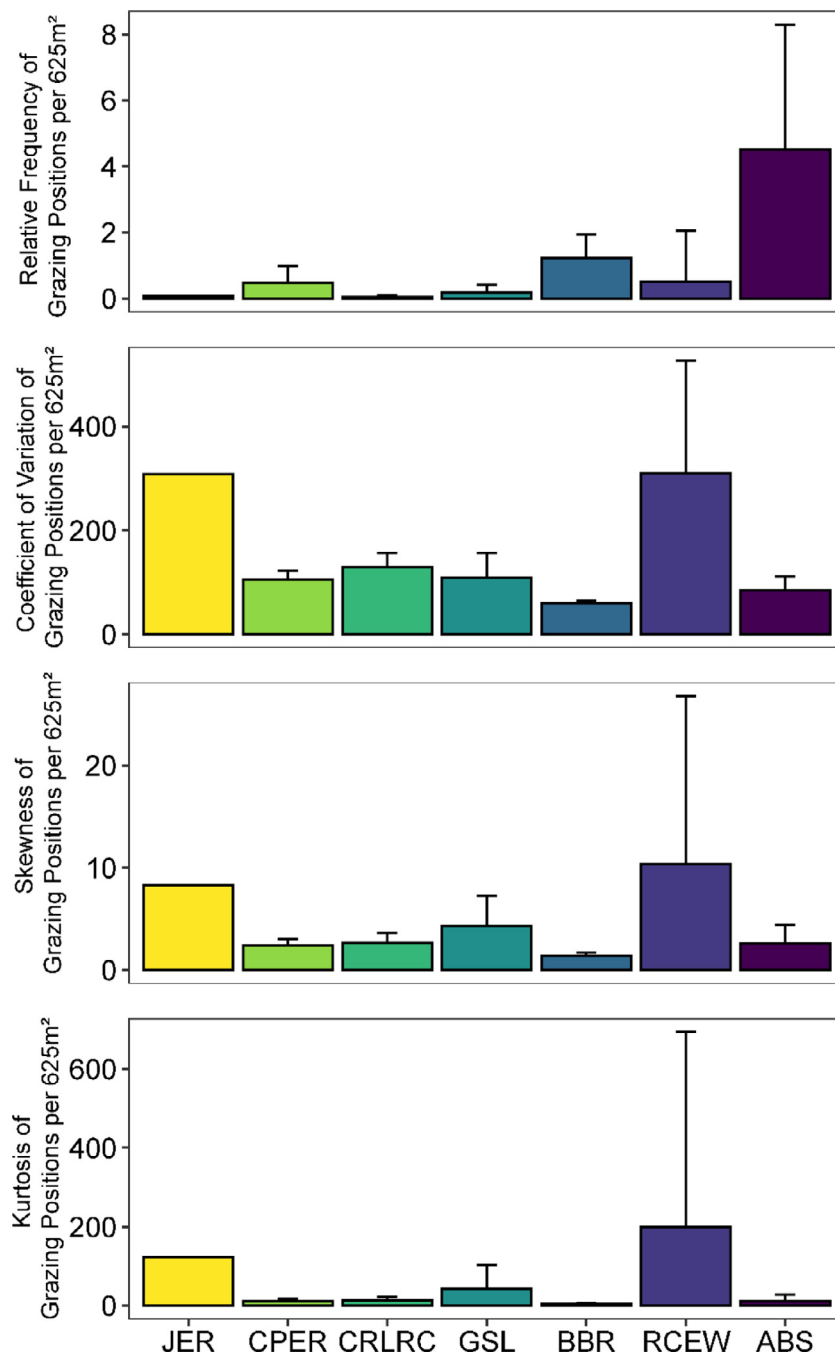 Relative Frequency of
Grazing Positions per 625m²
8
6
4
2
0
Coefficient of Variation of
Grazing Positions per 625m²
400
200
0
Skewness of
Grazing Positions per 625m²
20
10
0
Kurtosis of
Grazing Positions per 625m²
600
400
200
0
JER CPER CRLRC GSL BBR RCEW ABS